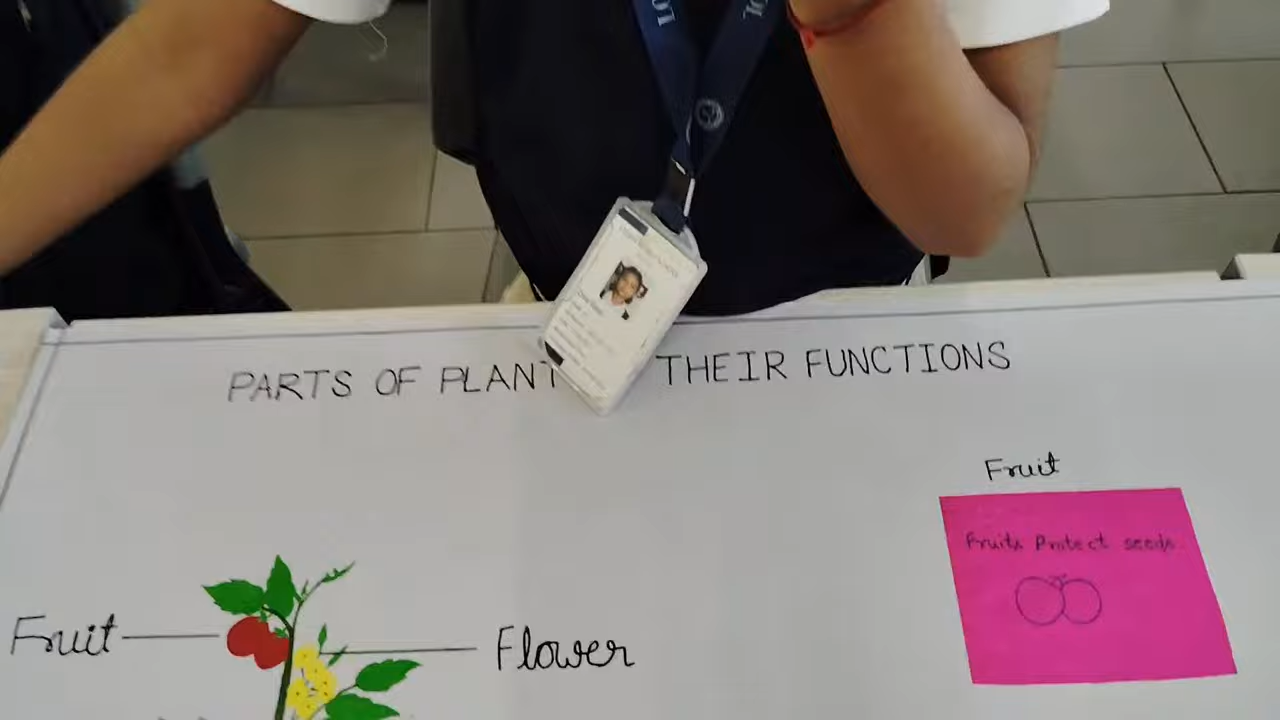 PARTS OF PLANT THEIR FUNCTIONS
Fruit
Fruits Protect seeds
Fruit
Flower